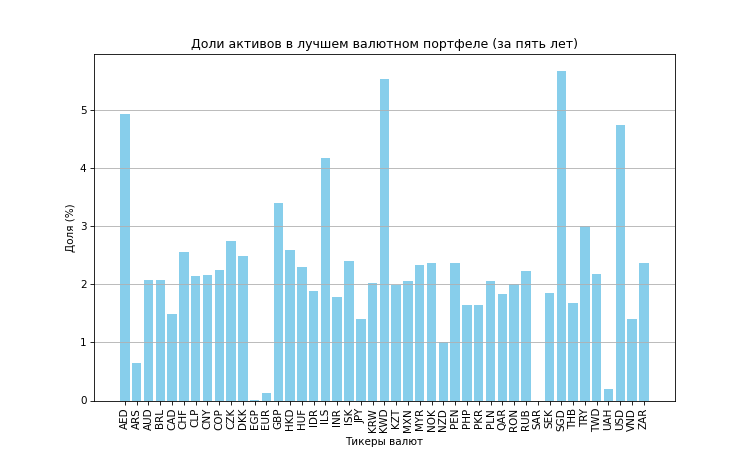 Доли активов в лучшем валютном портфеле (за пять лет)
Доля (%)
5
4
3
2
1
0
AED
ARS
AUD
BRL
CAD
CHF
CLP
CNY
COP
CZK
DKK
EGP
EUR
GBP
HKD
HUF
IDR
ILS
INR
ISK
JPY
KRW
KWD
KZT
MXN
MYR
NOK
NZD
PEN
PHP
PKR
PLN
QAR
RON
RUB
SAR
SEK
SGD
THB
TRY
TWD
UAH
USD
VND
ZAR
Тикеры валют